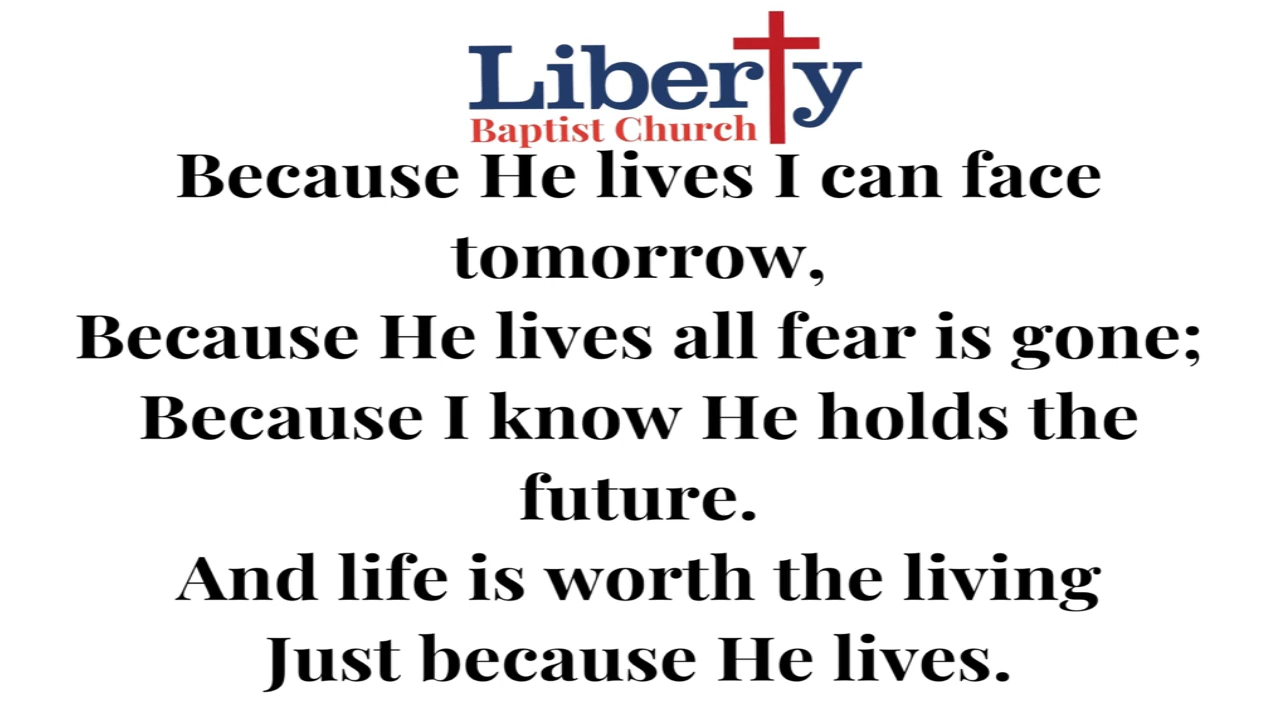 Liberty
Baptist Church
Because He lives I can face
tomorrow,
Because He lives all fear is gone;
Because I know He holds the
future.
And life is worth the living
Just because He lives.